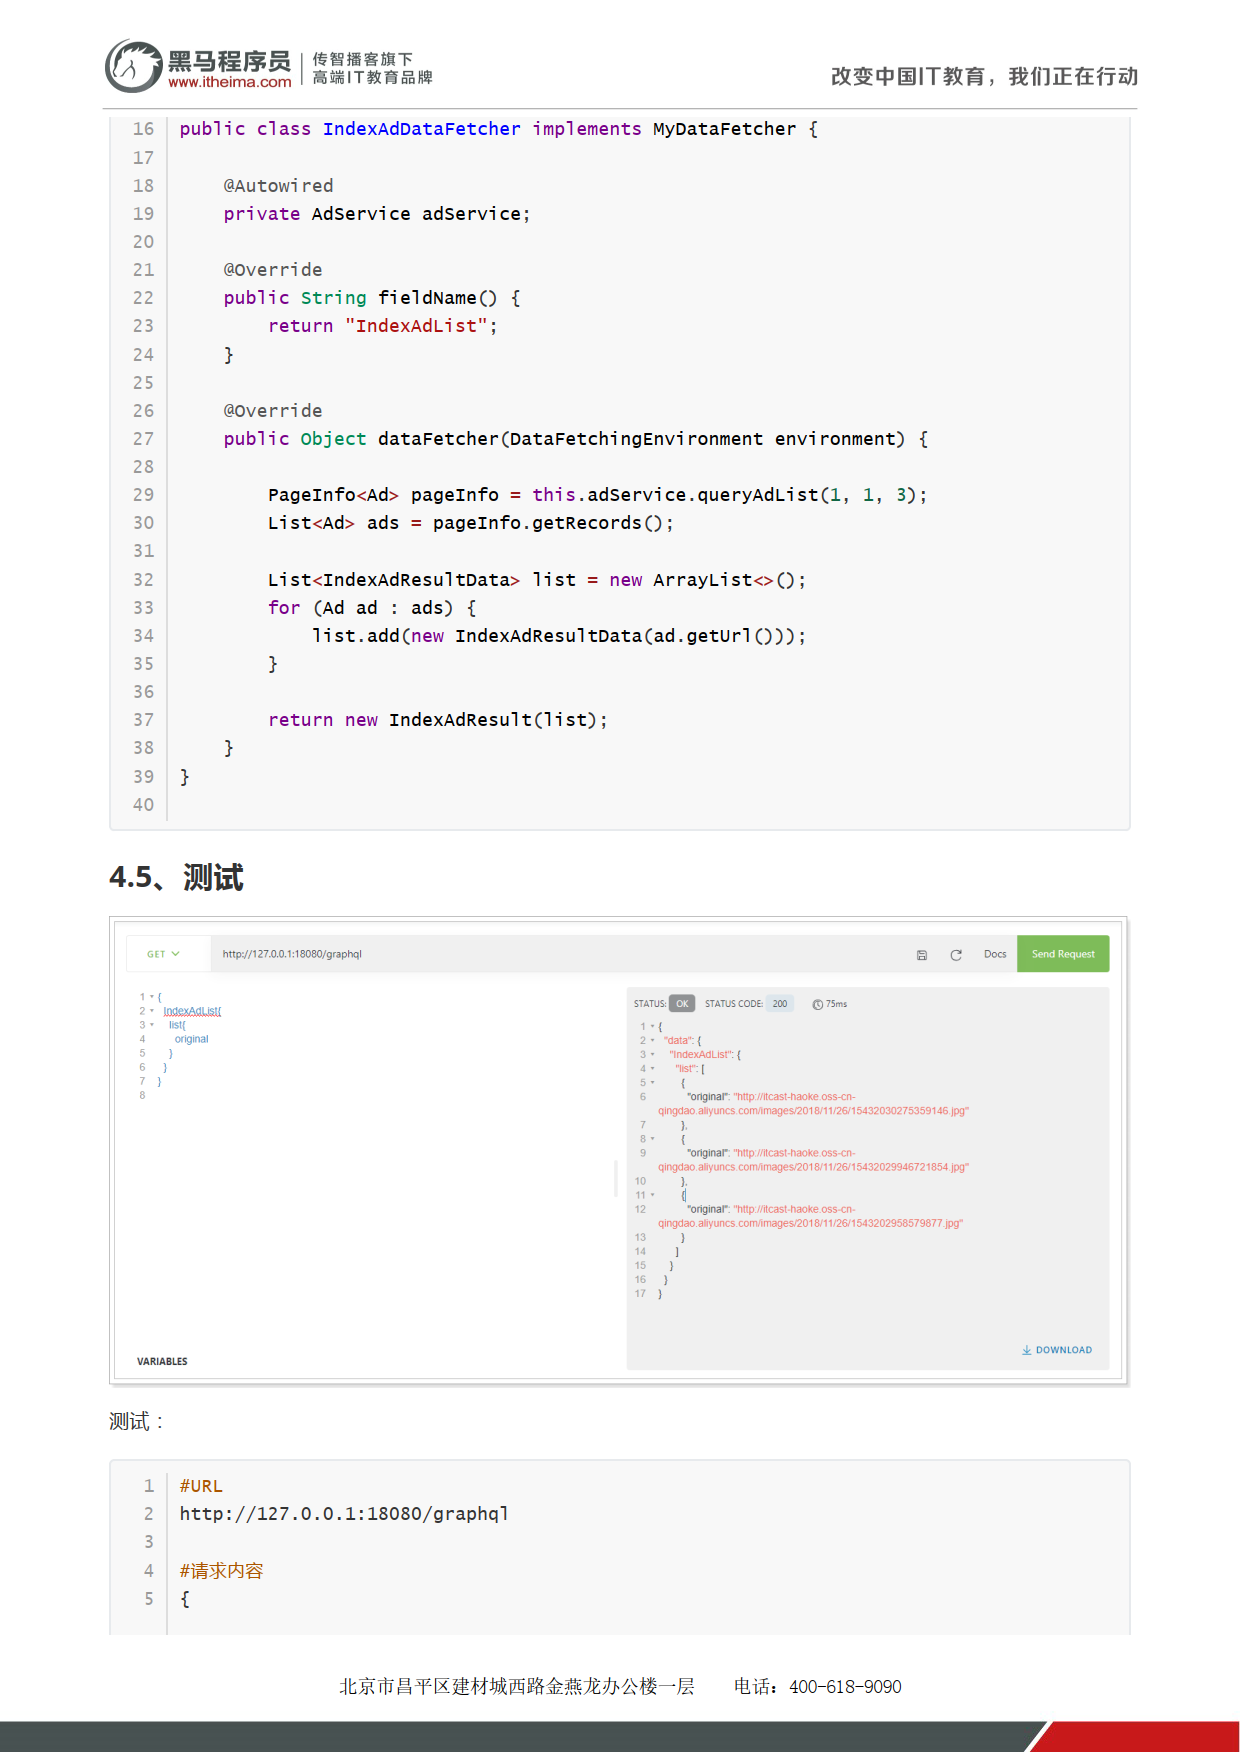 黑马程序员
www.itheima.com
传智播客旗下
高端IT教育品牌
改变中国IT教育，我们正在行动
16 public class IndexAdDataFetcher implements MyDataFetcher {
17
18 @Autowired
19 private AdService adService;
20
21 @Override
22 public String fieldName() {
23 return "IndexAdList";
24 }
25
26 @Override
27 public Object dataFetcher(DataFetchingEnvironment environment) {
28
29 PageInfo<Ad> pageInfo = this.adService.queryAdList(1, 1, 3);
30 List<Ad> ads = pageInfo.getRecords();
31
32 List<IndexAdResultData> list = new ArrayList<>();
33 for (Ad ad : ads) {
34 list.add(new IndexAdResultData(ad.getUrl()));
35 }
36
37 return new IndexAdResult(list);
38 }
39 }
40
4.5、测试
GET http://127.0.0.1:18080/graphql Docs Send Request
1 {
2 IndexAdList{
3 list{
4 original
5 }
6 }
7 }
8
VARIABLES
STATUS: OK STATUS CODE: 200 75ms
1 {
2 "data": {
3 "IndexAdList": {
4 "list": [
5 {
6 "original": "http://itcast-haoke.oss-cn-
qingdao.aliyuncs.com/images/2018/11/26/15432030275359146.jpg"
7 },
8 {
9 "original": "http://itcast-haoke.oss-cn-
qingdao.aliyuncs.com/images/2018/11/26/15432029946721854.jpg"
10 },
11 {
12 "original": "http://itcast-haoke.oss-cn-
qingdao.aliyuncs.com/images/2018/11/26/1543202958579877.jpg"
13 }
14 ]
15 }
16 }
17 }
DOWNLOAD
测试：
1 #URL
2 http://127.0.0.1:18080/graphql
3
4 #请求内容
5 {
北京市昌平区建材城西路金燕龙办公楼一层 电话：400-618-9090